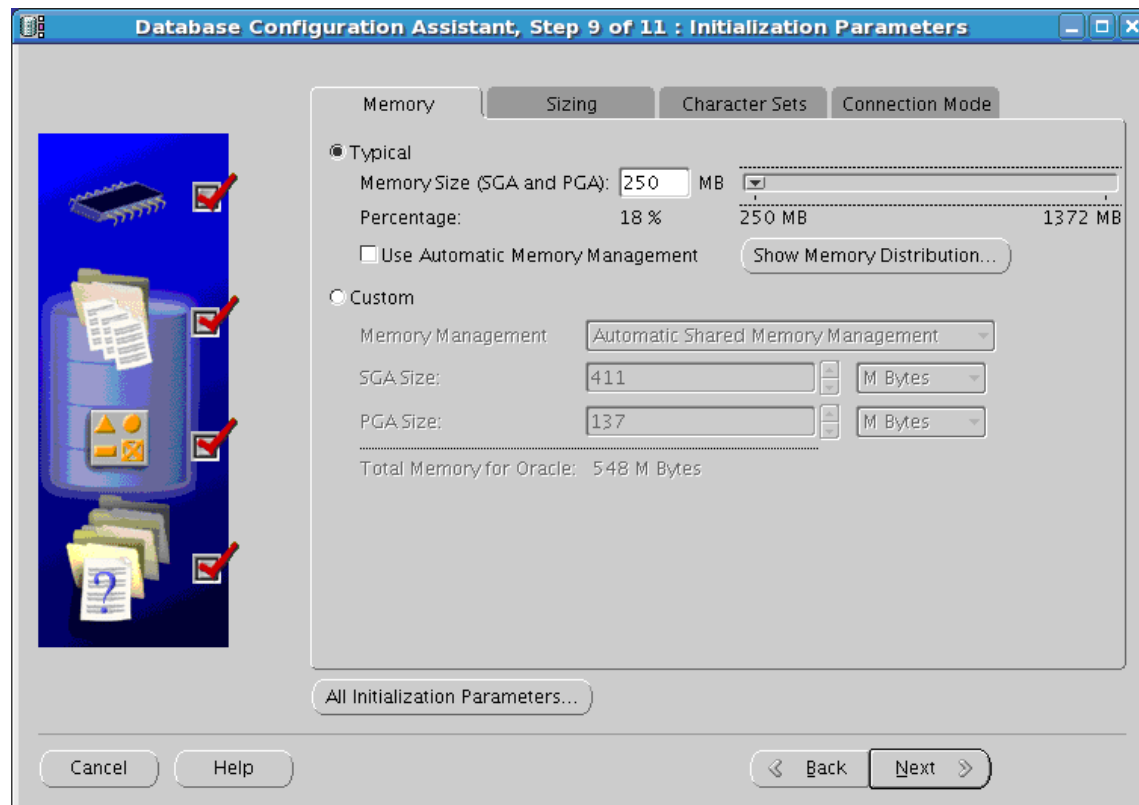 Database Configuration Assistant, Step 9 of 11 : Initialization Parameters
Memory Sizing Character Sets Connection Mode
Typical
Memory Size (SGA and PGA): 250 MB
Percentage: 18 % 250 MB 1372 MB
Use Automatic Memory Management Show Memory Distribution...
Custom
Memory Management Automatic Shared Memory Management
SGA Size: 411 M Bytes
PGA Size: 137 M Bytes
Total Memory for Oracle: 548 M Bytes
?
All Initialization Parameters...
Cancel Help Back Next